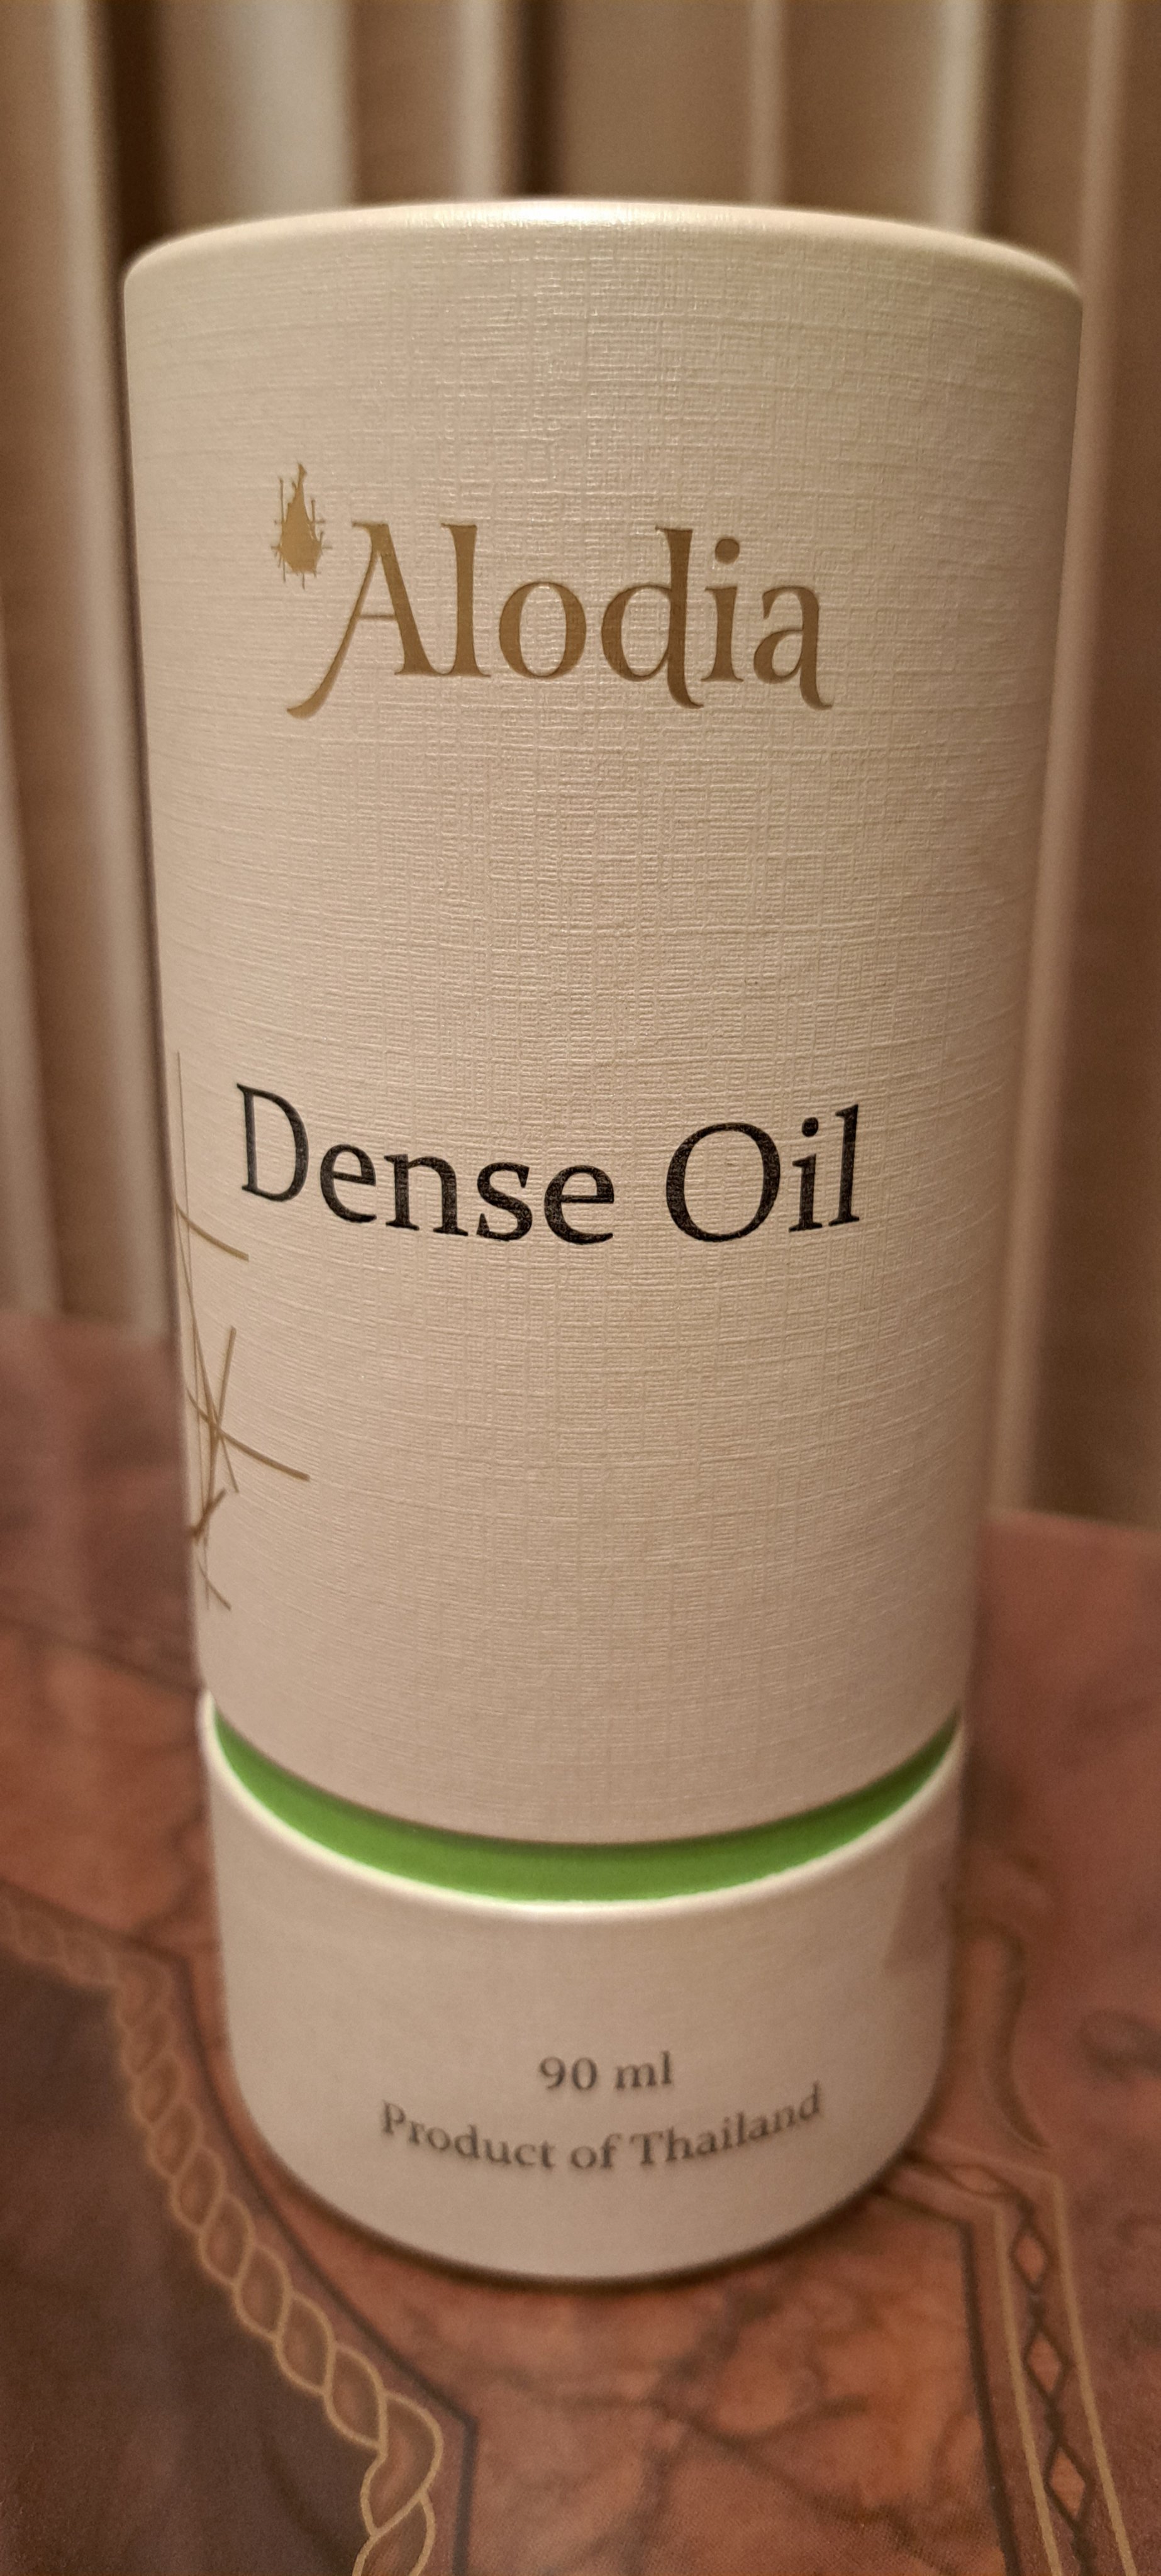 Alodia
Dense Oil
90 ml
Product of Thailand